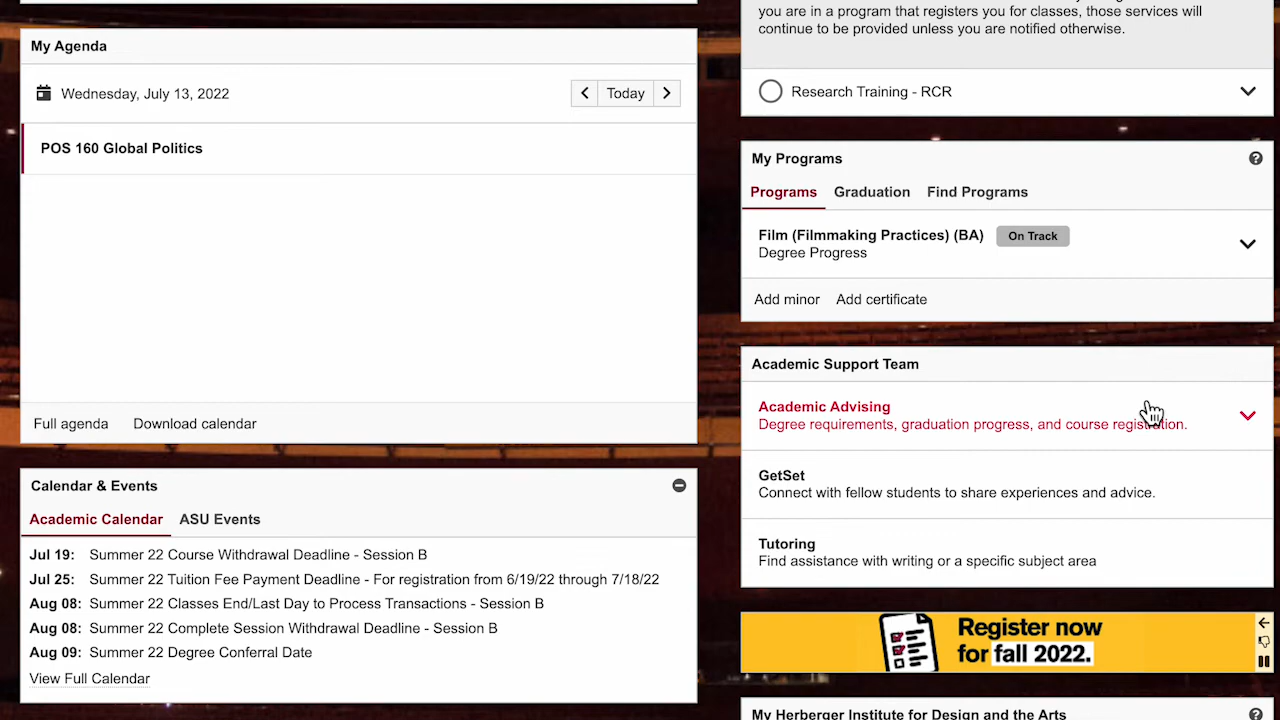 My Agenda
Wednesday, July 13, 2022
Today
POS 160 Global Politics
Full agenda Download calendar
Calendar & Events
Academic Calendar ASU Events
Jul 19: Summer 22 Course Withdrawal Deadline - Session B
Jul 25: Summer 22 Tuition Fee Payment Deadline - For registration from 6/19/22 through 7/18/22
Aug 08: Summer 22 Classes End/Last Day to Process Transactions - Session B
Aug 08: Summer 22 Complete Session Withdrawal Deadline - Session B
Aug 09: Summer 22 Degree Conferral Date
View Full Calendar
you are in a program that registers you for classes, those services will
continue to be provided unless you are notified otherwise.
Research Training - RCR
My Programs
Programs Graduation Find Programs
Film (Filmmaking Practices) (BA) On Track
Degree Progress
Add minor Add certificate
Academic Support Team
Academic Advising
Degree requirements, graduation progress, and course registration.
GetSet
Connect with fellow students to share experiences and advice.
Tutoring
Find assistance with writing or a specific subject area
Register now
for fall 2022.
My Herberger Institute for Design and the Arts